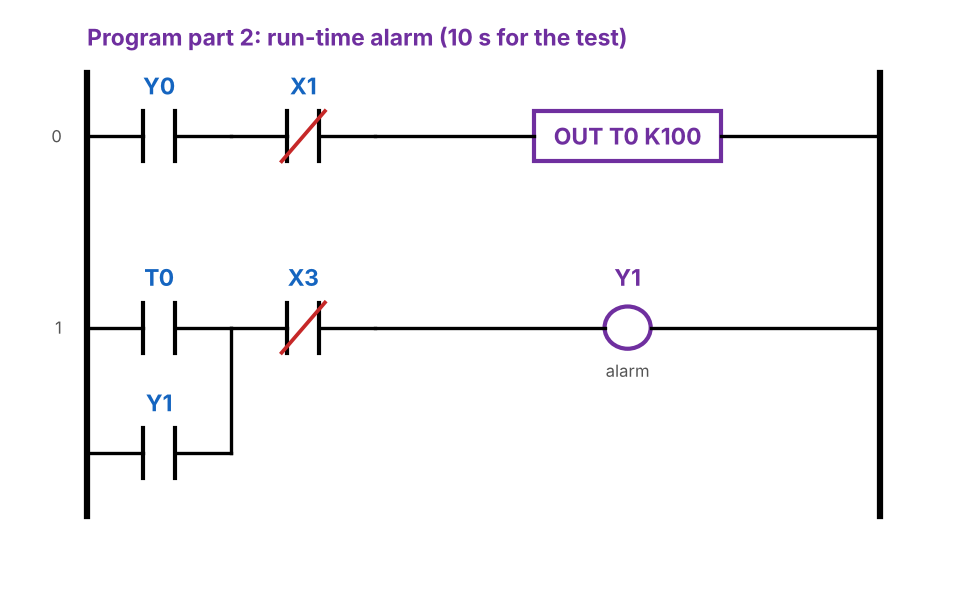 Program part 2: run-time alarm (10 s for the test)
Y0 X1
0 OUT T0 K100
T0 X3 Y1
1
alarm
Y1